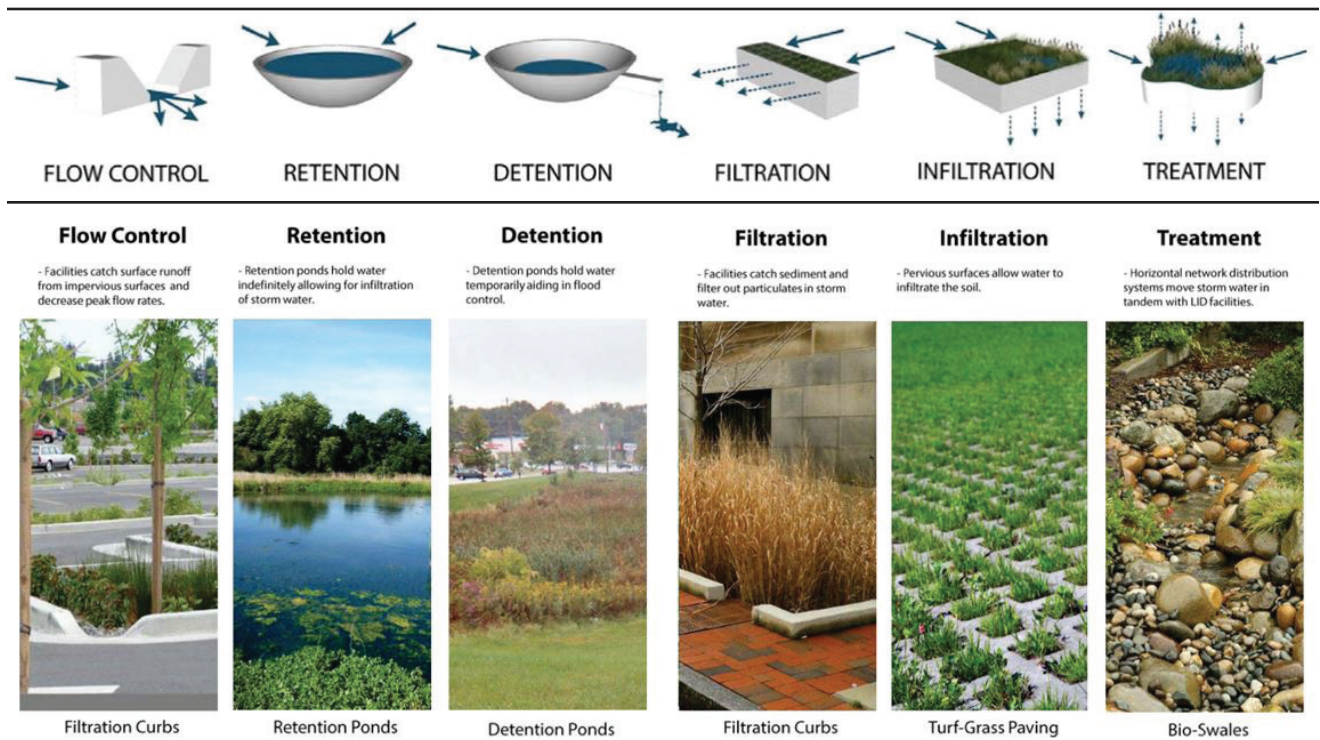 FLOW CONTROL
RETENTION
DETENTION
FILTRATION
INFILTRATION
TREATMENT
Flow Control
- Facilities catch surface runoff
from impervious surfaces and
decrease peak flow rates.
Filtration Curbs
Retention
- Retention ponds hold water
indefinitely allowing for infiltration
of storm water.
Retention Ponds
Detention
- Detention ponds hold water
temporarily aiding in flood
control.
Detention Ponds
Filtration
- Facilities catch sediment and
filter out particulates in storm
water.
Filtration Curbs
Infiltration
- Pervious surfaces allow water to
infiltrate the soil.
Turf-Grass Paving
Treatment
- Horizontal network distribution
systems move storm water in
tandem with LID facilities.
Bio-Swales